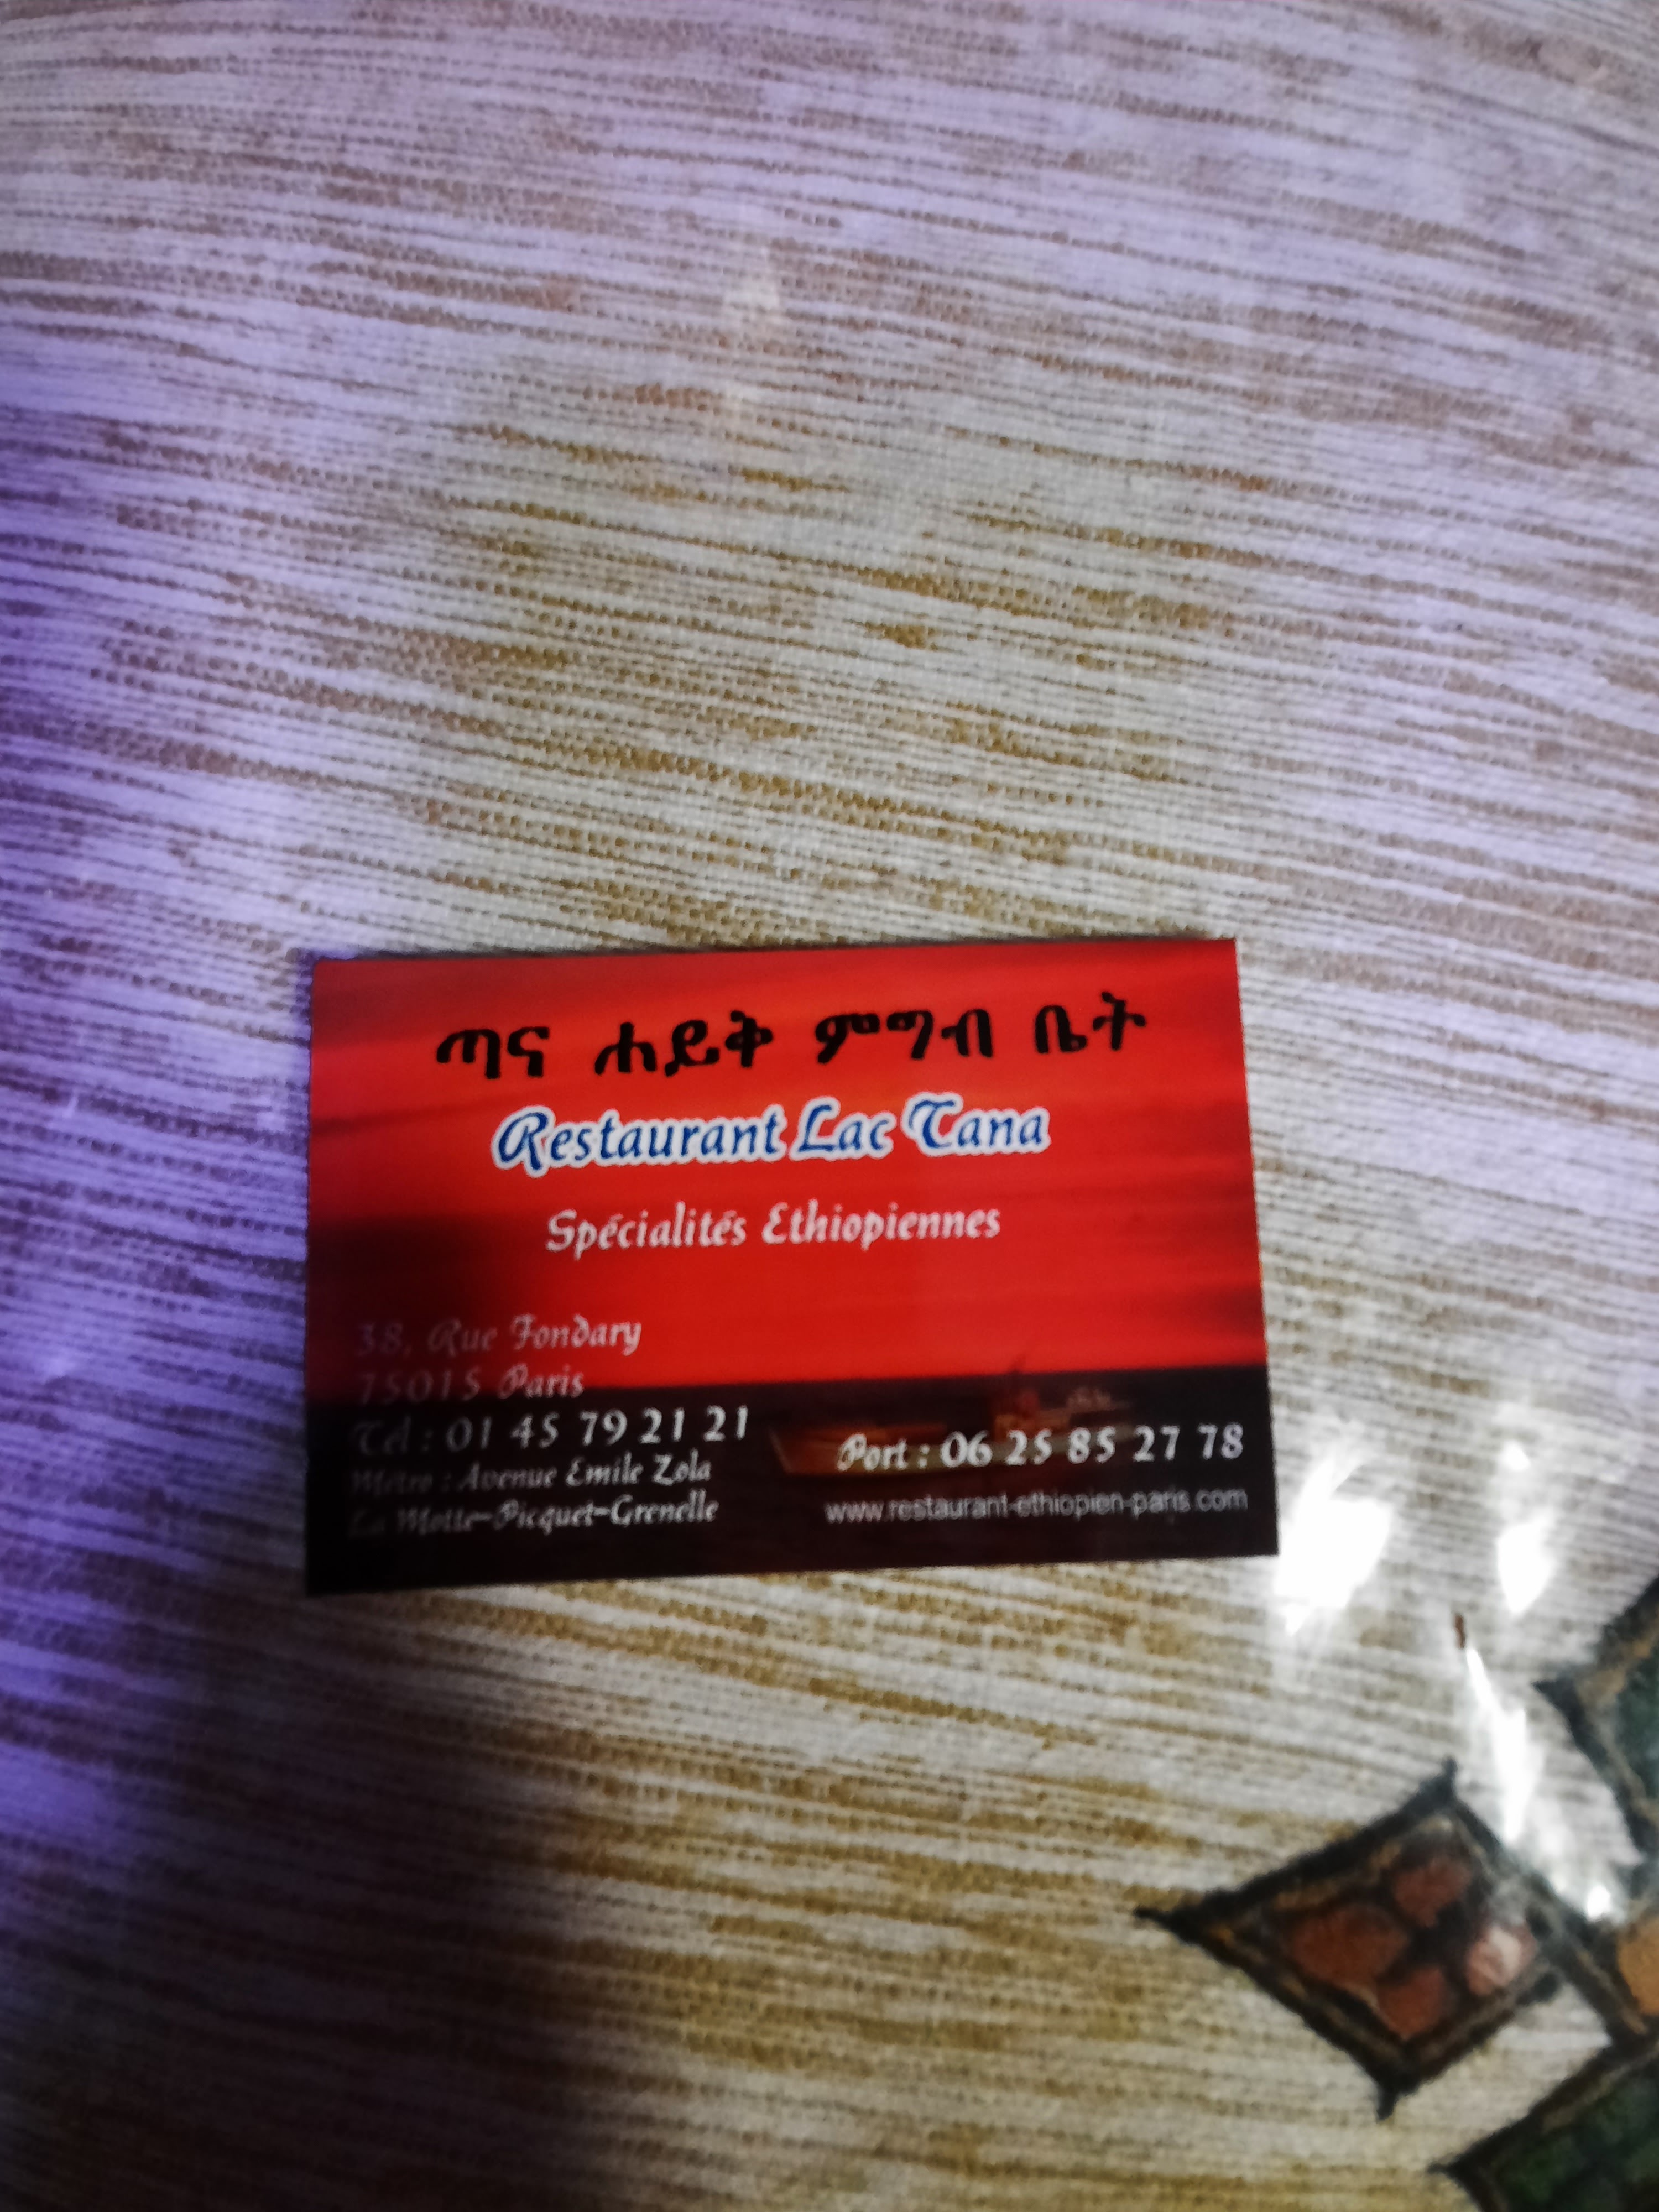 ጣና ሐይቅ ምግብ ቤት
Restaurant Lac Tana
Spécialités Ethiopiennes
38, Rue Fondary
75015 Paris
Tel : 01 45 79 21 21
Métro : Avenue Emile Zola
La Motte-Picquet-Grenelle
Port : 06 25 85 27 78
www.restaurant-ethiopien-paris.com